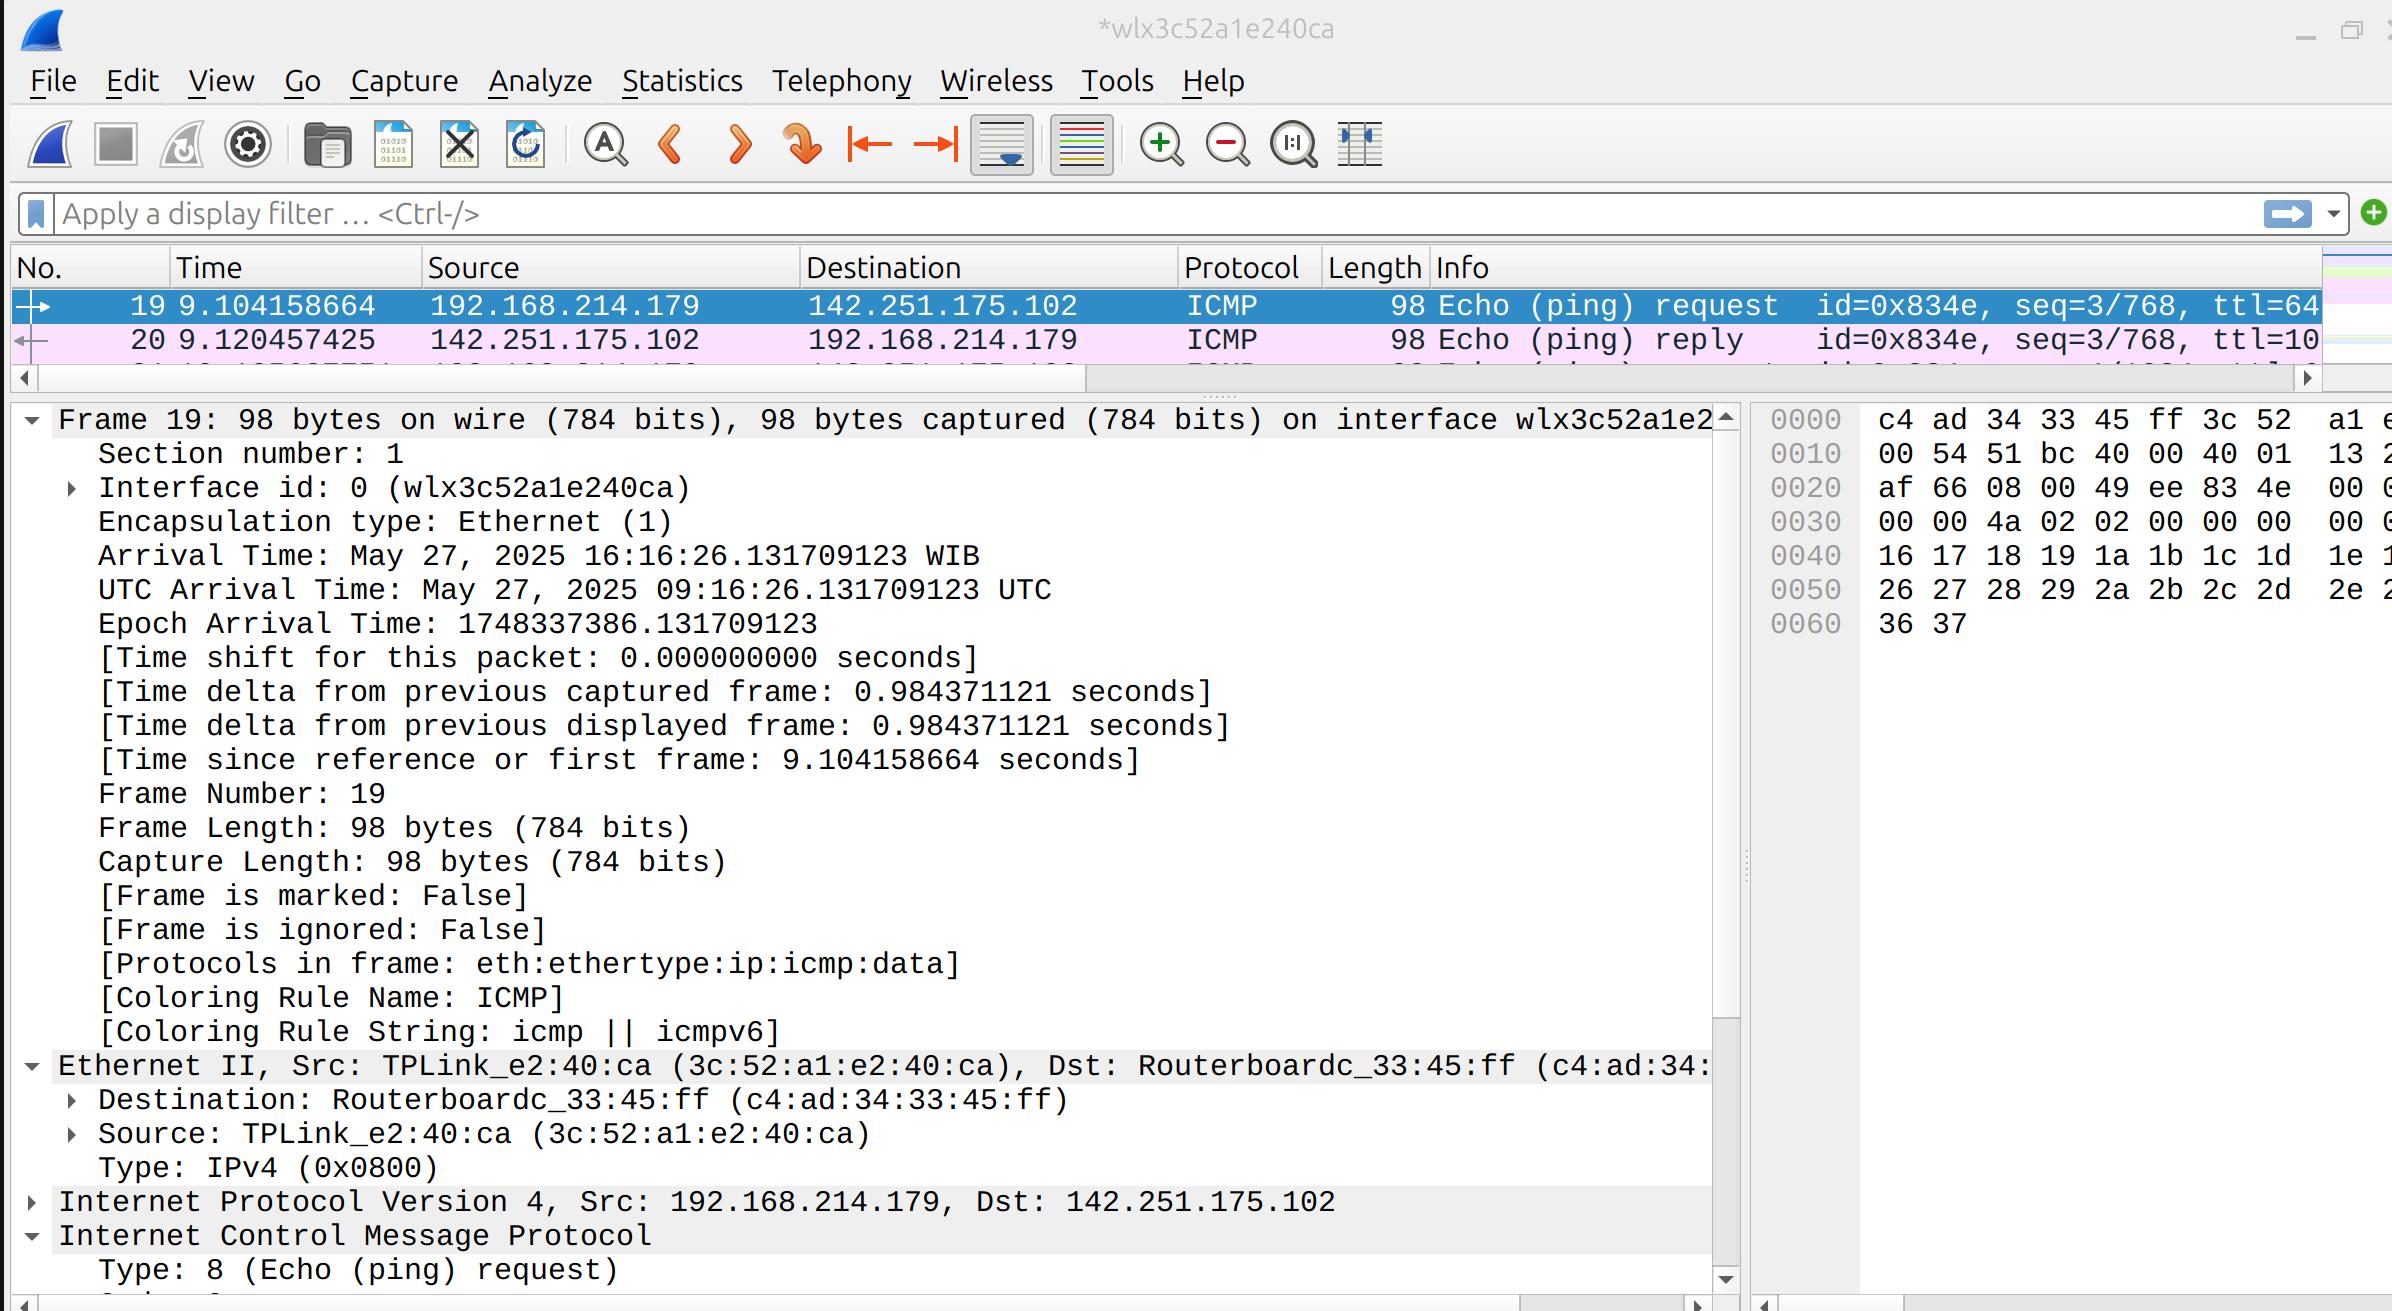 *wlx3c52a1e240ca
File Edit View Go Capture Analyze Statistics Telephony Wireless Tools Help
Apply a display filter … <Ctrl-/>
No. Time Source Destination Protocol Length Info
19 9.104158664 192.168.214.179 142.251.175.102 ICMP 98 Echo (ping) request id=0x834e, seq=3/768, ttl=64
20 9.120457425 142.251.175.102 192.168.214.179 ICMP 98 Echo (ping) reply id=0x834e, seq=3/768, ttl=10
Frame 19: 98 bytes on wire (784 bits), 98 bytes captured (784 bits) on interface wlx3c52a1e2
Section number: 1
Interface id: 0 (wlx3c52a1e240ca)
Encapsulation type: Ethernet (1)
Arrival Time: May 27, 2025 16:16:26.131709123 WIB
UTC Arrival Time: May 27, 2025 09:16:26.131709123 UTC
Epoch Arrival Time: 1748337386.131709123
[Time shift for this packet: 0.000000000 seconds]
[Time delta from previous captured frame: 0.984371121 seconds]
[Time delta from previous displayed frame: 0.984371121 seconds]
[Time since reference or first frame: 9.104158664 seconds]
Frame Number: 19
Frame Length: 98 bytes (784 bits)
Capture Length: 98 bytes (784 bits)
[Frame is marked: False]
[Frame is ignored: False]
[Protocols in frame: eth:ethertype:ip:icmp:data]
[Coloring Rule Name: ICMP]
[Coloring Rule String: icmp || icmpv6]
Ethernet II, Src: TPLink_e2:40:ca (3c:52:a1:e2:40:ca), Dst: Routerboardc_33:45:ff (c4:ad:34:
Destination: Routerboardc_33:45:ff (c4:ad:34:33:45:ff)
Source: TPLink_e2:40:ca (3c:52:a1:e2:40:ca)
Type: IPv4 (0x0800)
Internet Protocol Version 4, Src: 192.168.214.179, Dst: 142.251.175.102
Internet Control Message Protocol
Type: 8 (Echo (ping) request)
0000 c4 ad 34 33 45 ff 3c 52 a1
0010 00 54 51 bc 40 00 40 01 13
0020 af 66 08 00 49 ee 83 4e 00
0030 00 00 4a 02 02 00 00 00 00
0040 16 17 18 19 1a 1b 1c 1d 1e
0050 26 27 28 29 2a 2b 2c 2d 2e
0060 36 37